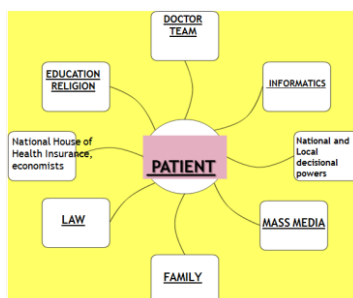 DOCTOR
TEAM
EDUCATION
RELIGION
INFORMATICS
National House of
Health Insurance,
economists
PATIENT
National and
Local
decisional
powers
LAW
MASS MEDIA
FAMILY